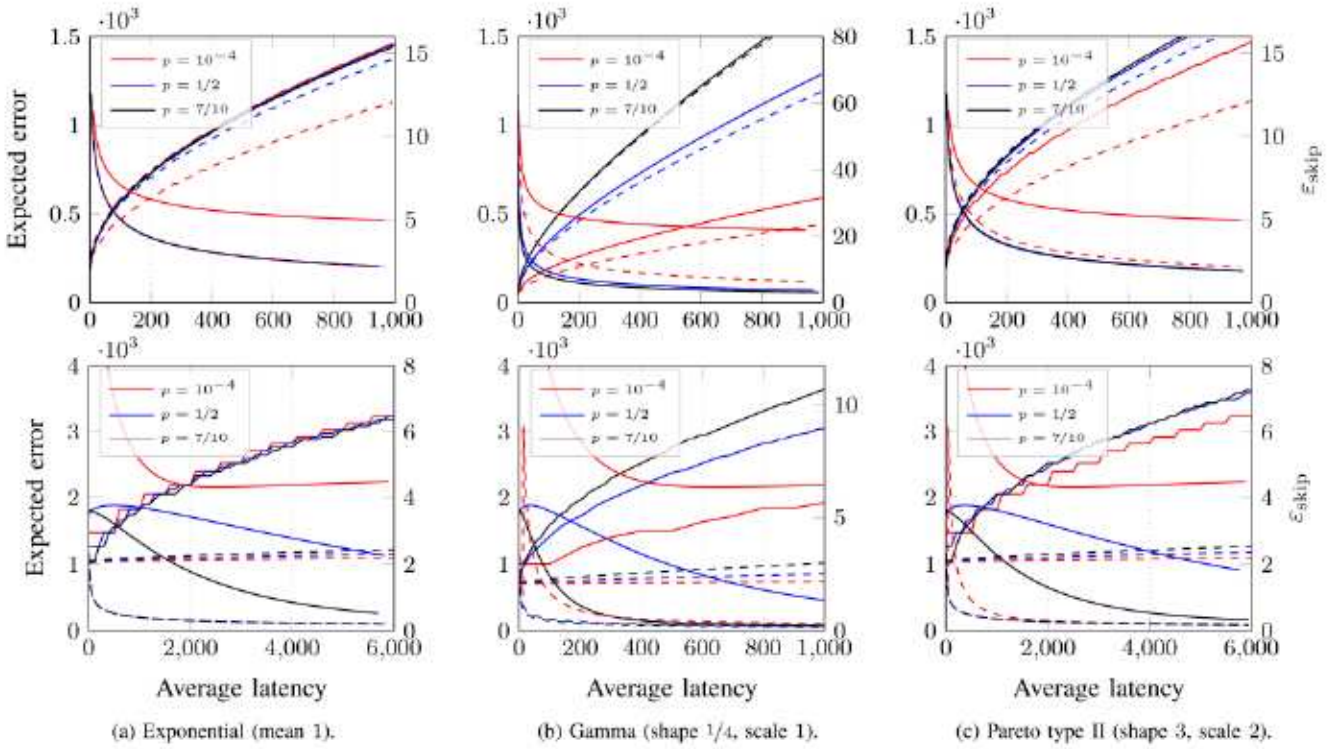 ·10³ ·10³ ·10³
1.5 15 1.5 80 1.5 15
p = 10⁻⁴ p = 10⁻⁴ p = 10⁻⁴
p = 1/2 p = 1/2 p = 1/2
p = 7/10 p = 7/10 p = 7/10
60
1 10 1 1 10
Expected error 40 εskip
0.5 5 0.5 0.5 5
20
0 0 0 0 0 0
0 200 400 600 800 1,000 0 200 400 600 800 1,000 0 200 400 600 800 1,000
·10³ ·10³ ·10³
4 8 4 4 8
p = 10⁻⁴ p = 10⁻⁴ p = 10⁻⁴
p = 1/2 p = 1/2 p = 1/2
p = 7/10 p = 7/10 p = 7/10
10
3 6 3 3 6
Expected error εskip
2 4 2 2 4
5
1 2 1 1 2
0 0 0 0 0 0
0 2,000 4,000 6,000 0 200 400 600 800 1,000 0 2,000 4,000 6,000
Average latency Average latency Average latency
(a) Exponential (mean 1). (b) Gamma (shape 1/4, scale 1). (c) Pareto type II (shape 3, scale 2).